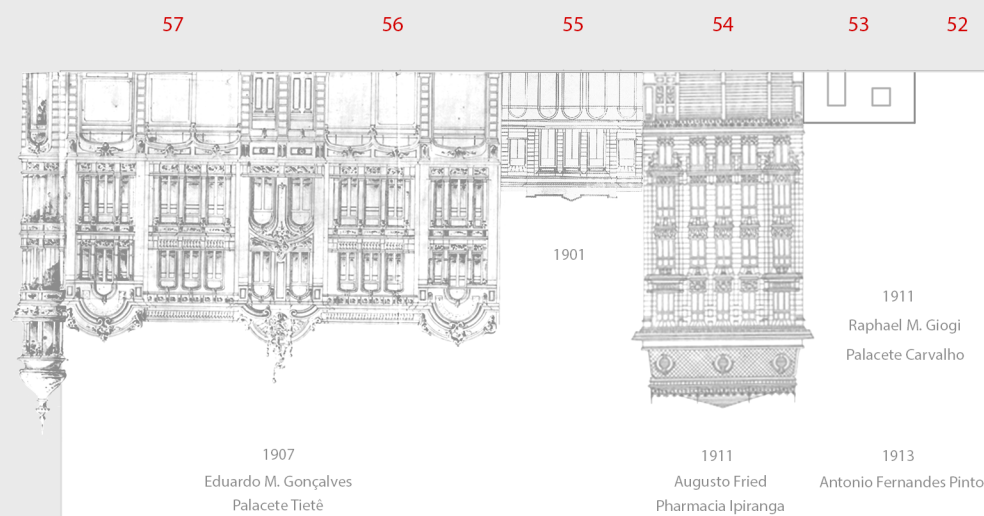 57 56 55 54 53 52
1901
1911
Raphael M. Giogi
Palacete Carvalho
1907
Eduardo M. Gonçalves
Palacete Tietê
1911
Augusto Fried
Pharmacia Ipiranga
1913
Antonio Fernandes Pinto